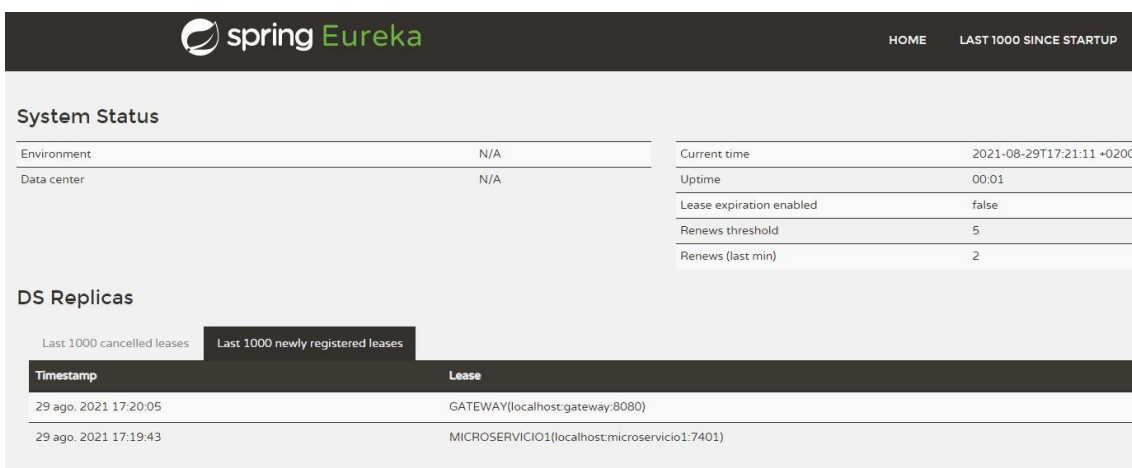 spring Eureka
HOME LAST 1000 SINCE STARTUP
System Status
Environment N/A
Data center N/A
Current time 2021-08-29T17:21:11 +0200
Uptime 00:01
Lease expiration enabled false
Renews threshold 5
Renews (last min) 2
DS Replicas
Last 1000 cancelled leases Last 1000 newly registered leases
Timestamp Lease
29 ago. 2021 17:20:05 GATEWAY(localhost:gateway:8080)
29 ago. 2021 17:19:43 MICROSERVICIO1(localhost:microservicio1:7401)